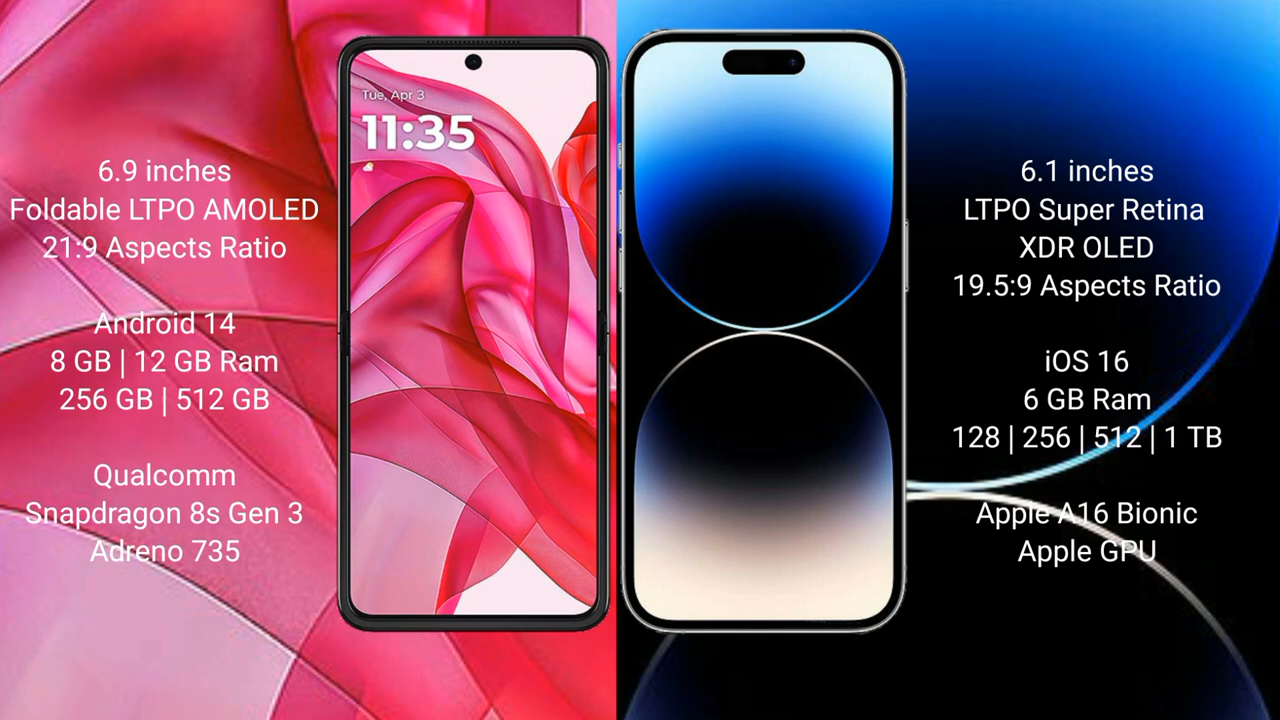 6.9 inches
Foldable LTPO AMOLED
21:9 Aspects Ratio
Android 14
8 GB | 12 GB Ram
256 GB | 512 GB
Qualcomm
Snapdragon 8s Gen 3
Adreno 735
Tue, Apr 3
11:35
6.1 inches
LTPO Super Retina
XDR OLED
19.5:9 Aspects Ratio
iOS 16
6 GB Ram
128 | 256 | 512 | 1 TB
Apple A16 Bionic
Apple GPU